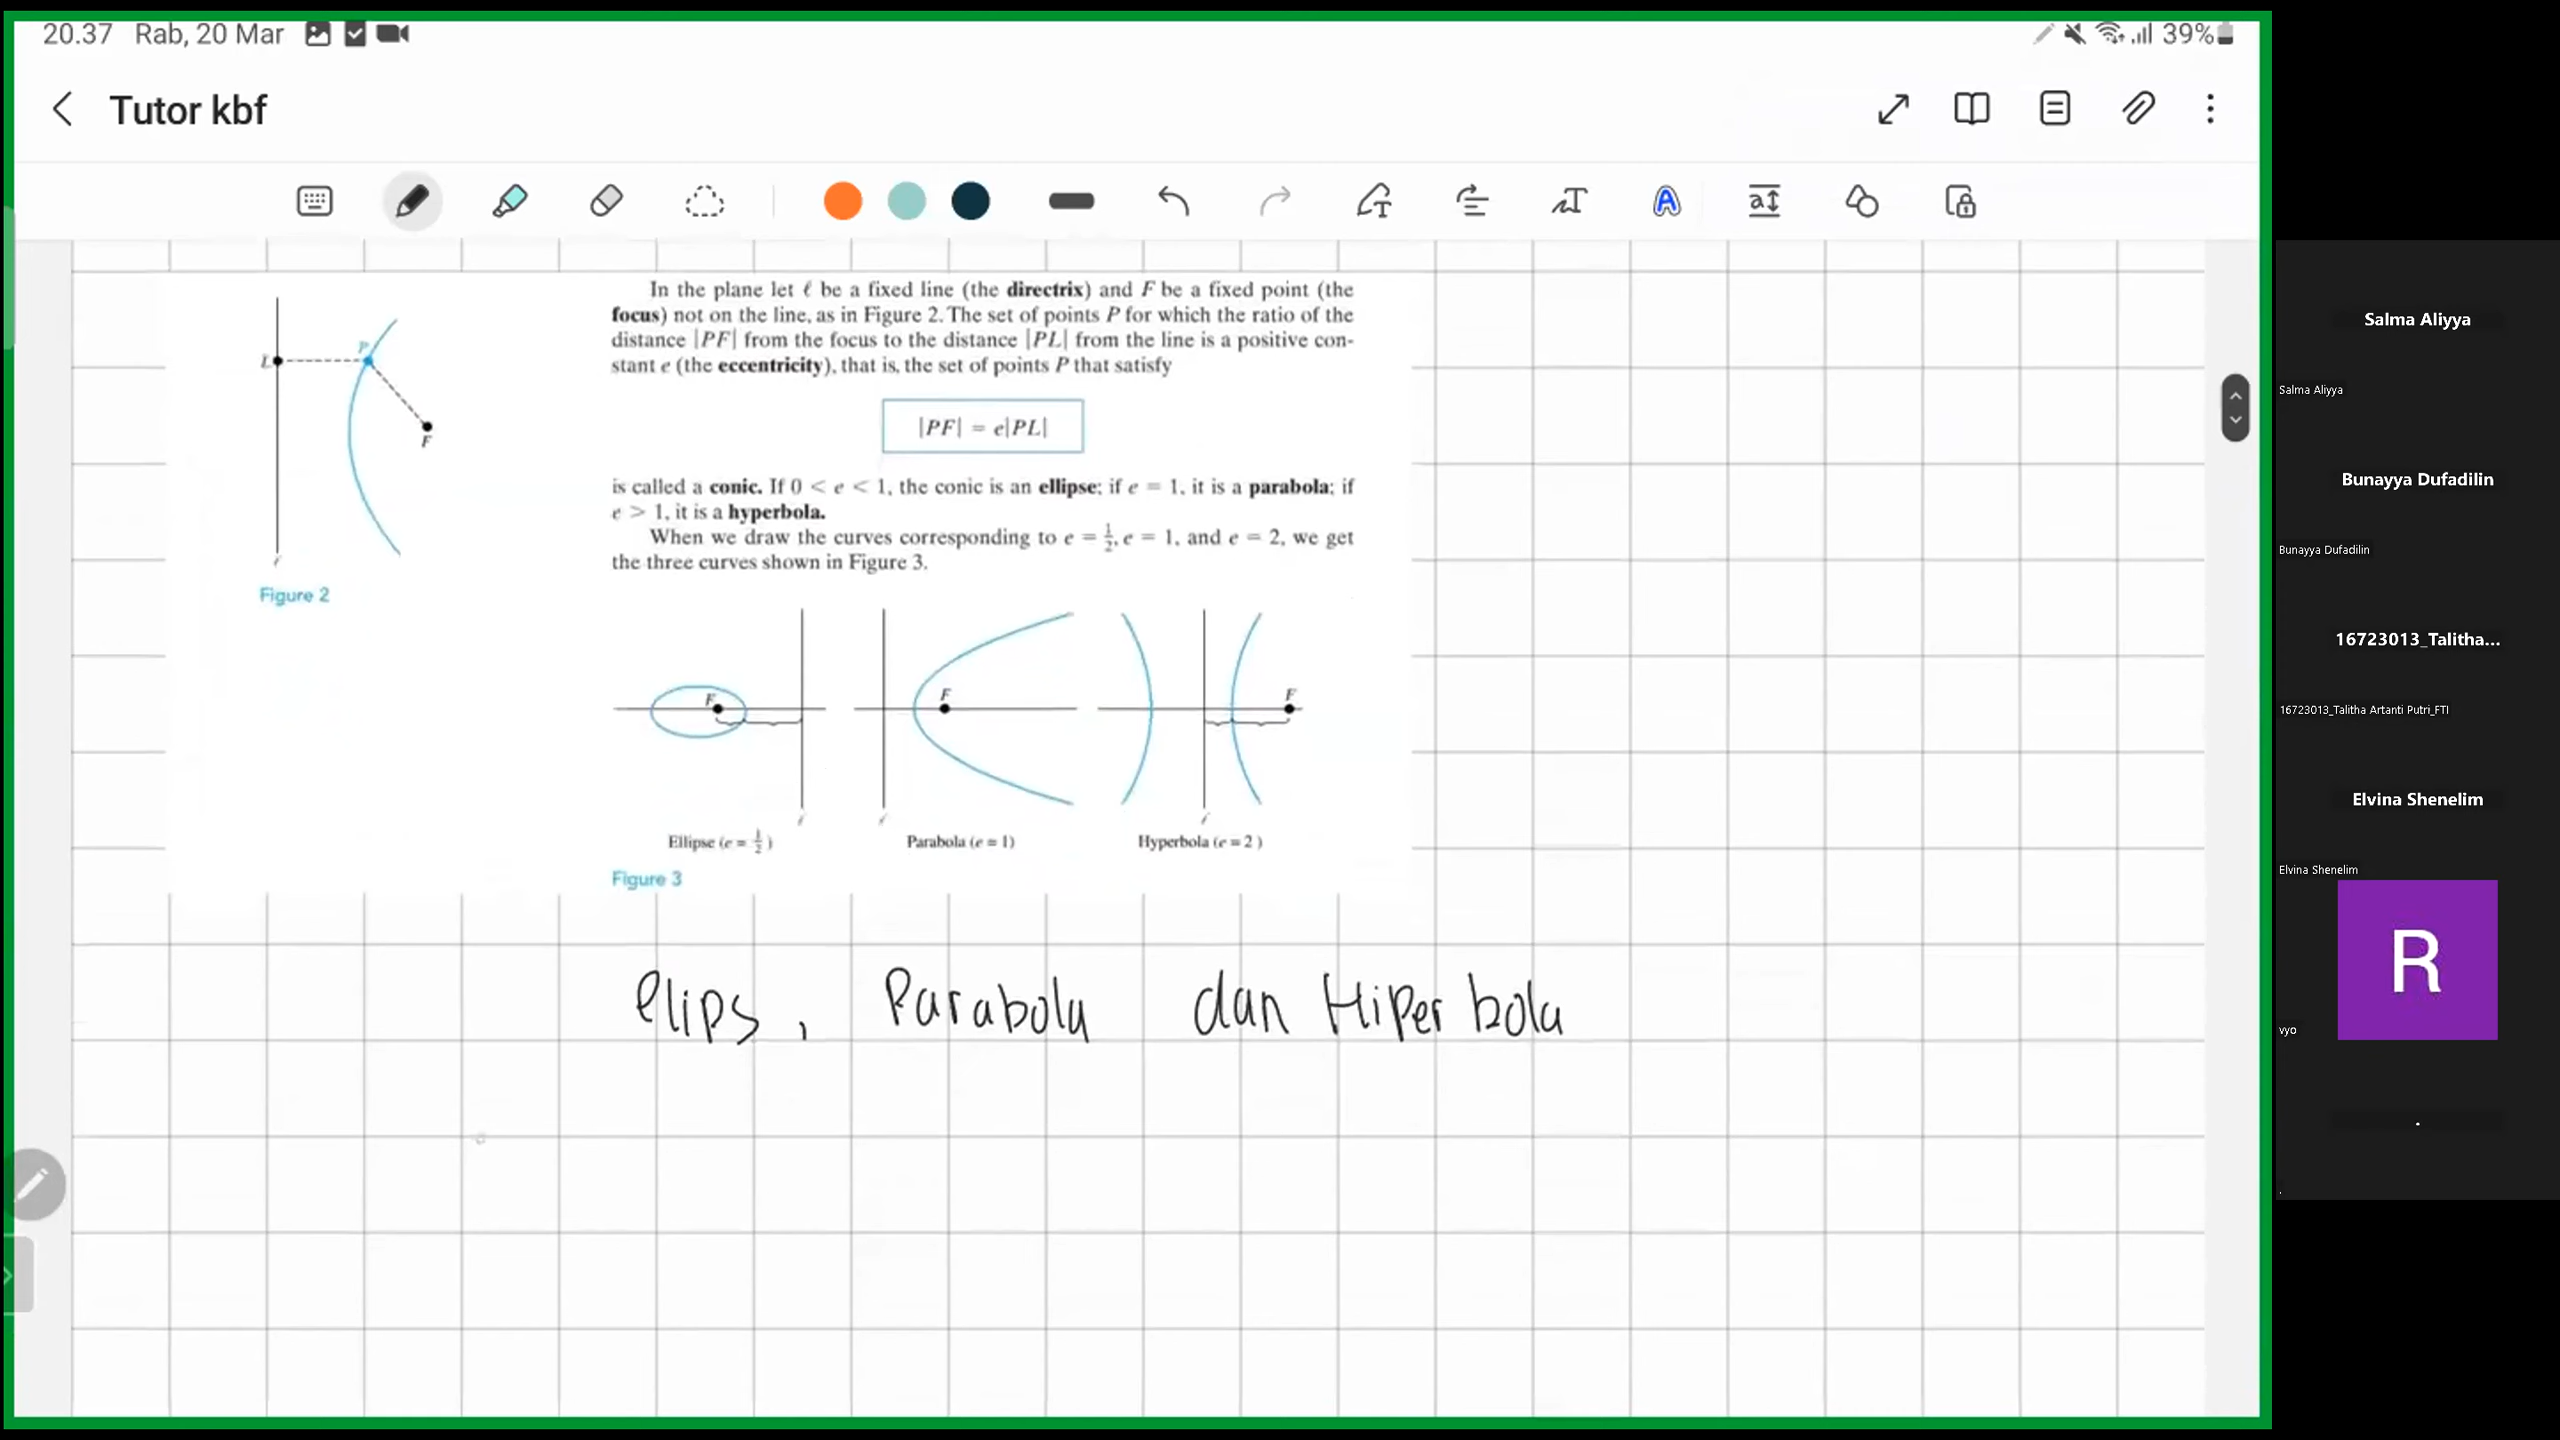 20.37 Rab, 20 Mar
39%
Tutor kbf
In the plane let ℓ be a fixed line (the directrix) and F be a fixed point (the
focus) not on the line, as in Figure 2. The set of points P for which the ratio of the
distance |PF| from the focus to the distance |PL| from the line is a positive con-
stant e (the eccentricity), that is, the set of points P that satisfy
|PF| = e|PL|
is called a conic. If 0 < e < 1, the conic is an ellipse; if e = 1, it is a parabola; if
e > 1, it is a hyperbola.
When we draw the curves corresponding to e = 1/2, e = 1, and e = 2, we get
the three curves shown in Figure 3.
L
P
F
ℓ
Figure 2
F
F
F
ℓ
ℓ
ℓ
Ellipse (e = 1/2) Parabola (e = 1) Hyperbola (e = 2)
Figure 3
elips, Parabola dan HiPerbola
Salma Aliyya
Salma Aliyya
Bunayya Dufadilin
Bunayya Dufadilin
16723013_Talitha...
16723013_Talitha Artanti Putri_FTI
Elvina Shenelim
Elvina Shenelim
R
vyo
.
.